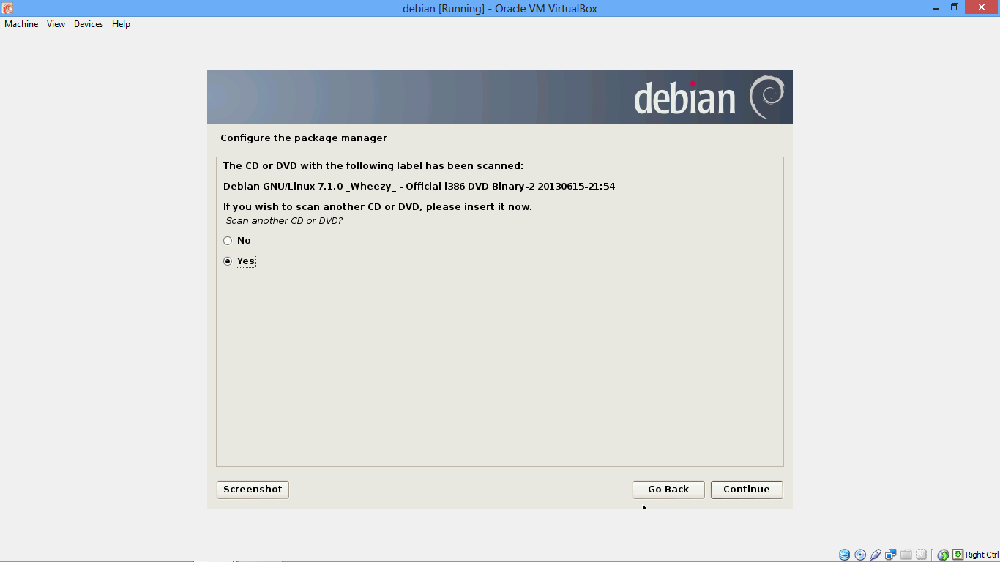 debian [Running] - Oracle VM VirtualBox
Machine View Devices Help
debian
Configure the package manager
The CD or DVD with the following label has been scanned:
Debian GNU/Linux 7.1.0 _Wheezy_ - Official i386 DVD Binary-2 20130615-21:54
If you wish to scan another CD or DVD, please insert it now.
Scan another CD or DVD?
No
Yes
Screenshot Go Back Continue
Right Ctrl